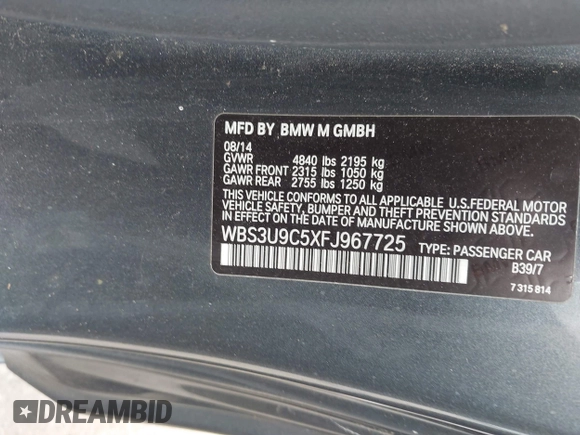 MFD BY BMW M GMBH
08/14
GVWR 4840 lbs 2195 kg
GAWR FRONT 2315 lbs 1050 kg
GAWR REAR 2755 lbs 1250 kg
THIS VEHICLE CONFORMS TO ALL APPLICABLE U.S.FEDERAL MOTOR
VEHICLE SAFETY, BUMPER AND THEFT PREVENTION
STANDARDS IN EFFECT ON THE DATE OF MANUFACTURE
SHOWN ABOVE.
WBS3U9C5XFJ967725 TYPE: PASSENGER CAR
B39/7
7 315 814
DREAMBID